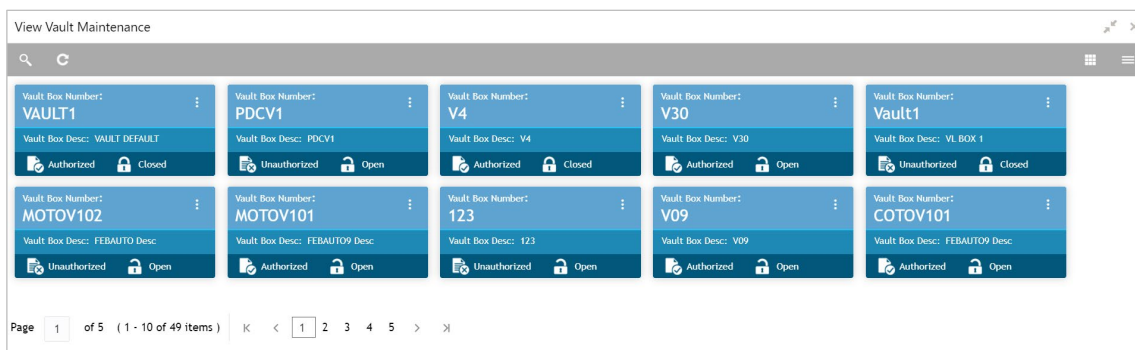 View Vault Maintenance
Vault Box Number: Vault Box Number: Vault Box Number: Vault Box Number: Vault Box Number:
VAULT1 PDCV1 V4 V30 Vault1
Vault Box Desc: VAULT DEFAULT Vault Box Desc: PDCV1 Vault Box Desc: V4 Vault Box Desc: V30 Vault Box Desc: VL BOX 1
Authorized Closed Unauthorized Open Authorized Closed Authorized Open Unauthorized Closed
Vault Box Number: Vault Box Number: Vault Box Number: Vault Box Number: Vault Box Number:
MOTOV102 MOTOV101 123 V09 COTOV101
Vault Box Desc: FEBAUTO Desc Vault Box Desc: FEBAUTO9 Desc Vault Box Desc: 123 Vault Box Desc: V09 Vault Box Desc: FEBAUTO9 Desc
Unauthorized Open Authorized Open Unauthorized Open Authorized Open Authorized Open
Page 1 of 5 ( 1 - 10 of 49 items ) 1 2 3 4 5